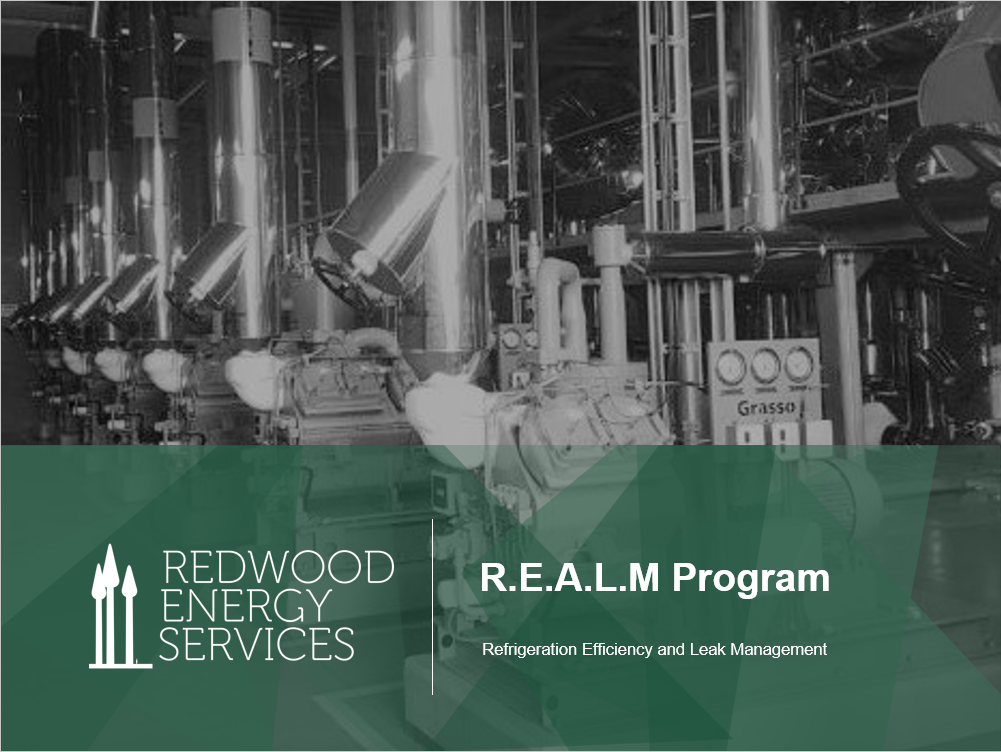 Grasso
REDWOOD
ENERGY
SERVICES
R.E.A.L.M Program
Refrigeration Efficiency and Leak Management